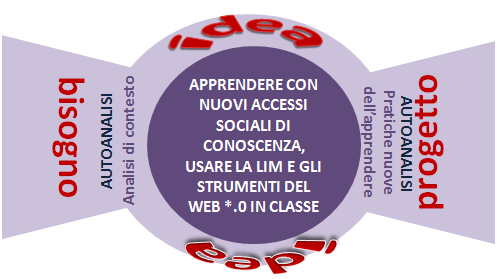 idea
bisogno
AUTOANALISI
Analisi di contesto
APPRENDERE CON
NUOVI ACCESSI
SOCIALI DI
CONOSCENZA,
USARE LA LIM E GLI
STRUMENTI DEL
WEB *.0 IN CLASSE
progetto
AUTOANALISI
Pratiche nuove
dell'apprendere
idea